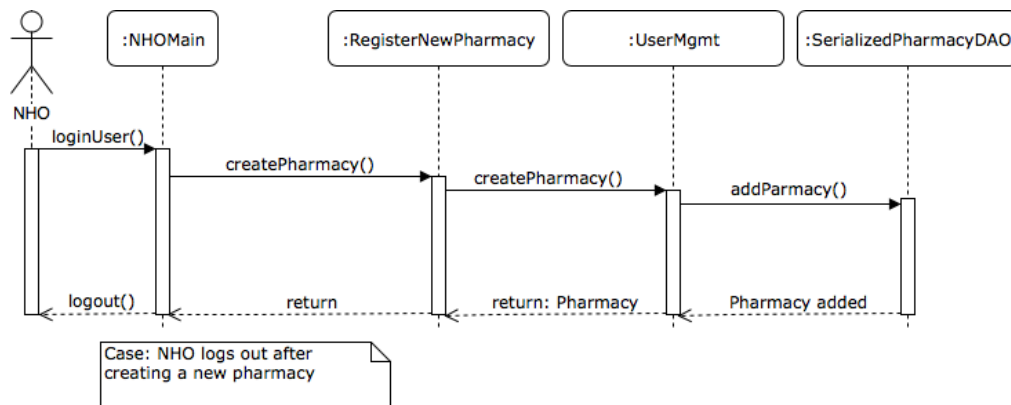 :NHOMain
:RegisterNewPharmacy
:UserMgmt
:SerializedPharmacyDAO
NHO
loginUser()
createPharmacy()
createPharmacy()
addParmacy()
logout()
return
return: Pharmacy
Pharmacy added
Case: NHO logs out after
creating a new pharmacy